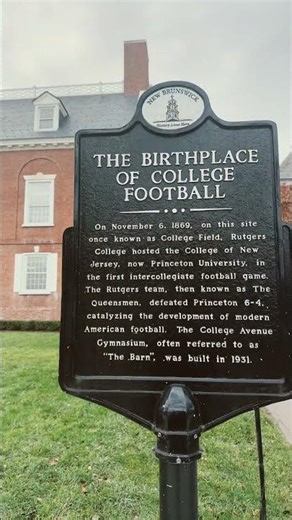 NEW BRUNSWICK
THE BIRTHPLACE
OF COLLEGE
FOOTBALL
On November 6, 1869, on this site
once known as College Field, Rutgers
College hosted the College of New
Jersey, now Princeton University, in
the first intercollegiate football game.
The Rutgers team, then known as The
Queensmen, defeated Princeton 6-4,
catalyzing the development of modern
American football. The College Avenue
Gymnasium, often referred to as
"The Barn", was built in 1931.